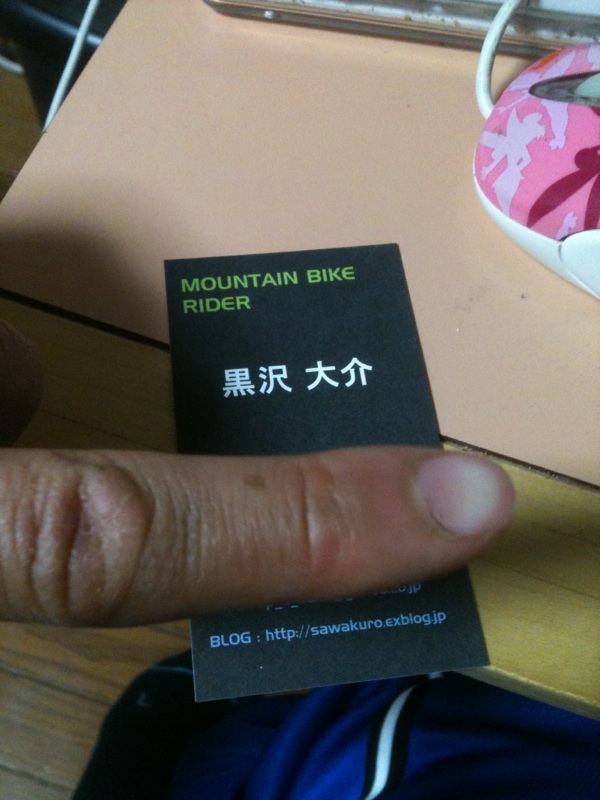 MOUNTAIN BIKE
RIDER
黒沢 大介
BLOG : http://sawakuro.exblog.jp